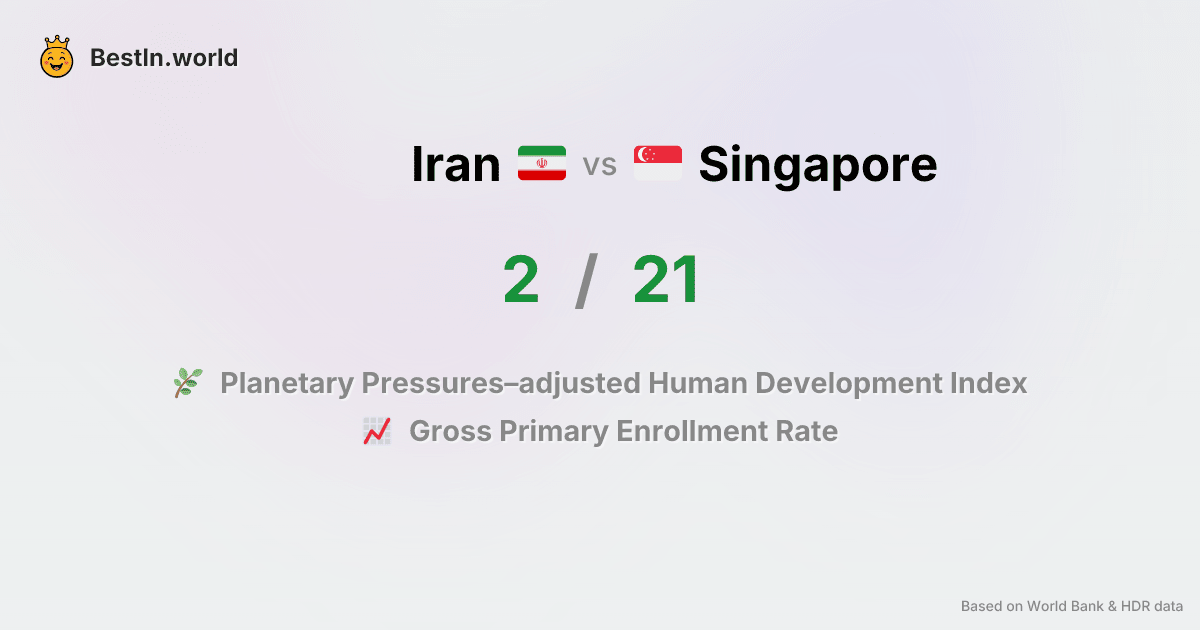 BestIn.world
Iran vs Singapore
2 / 21
Planetary Pressures–adjusted Human Development Index
Gross Primary Enrollment Rate
Based on World Bank & HDR data